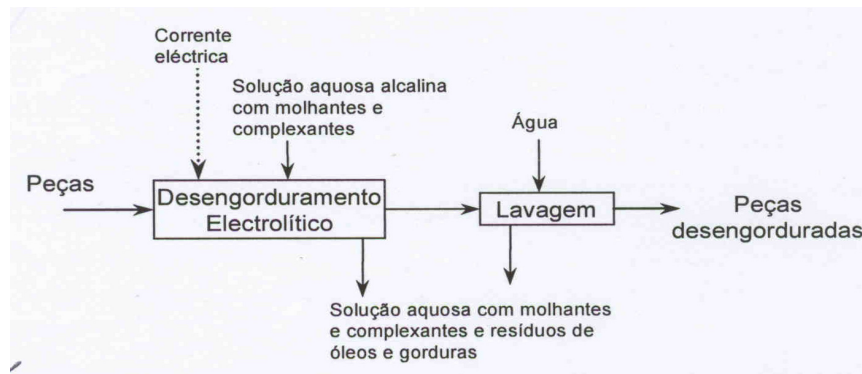 Corrente
eléctrica
Solução aquosa alcalina
com molhantes e
complexantes
Água
Peças
Desengorduramento
Electrolítico
Lavagem
Peças
desengorduradas
Solução aquosa com molhantes
e complexantes e resíduos de
óleos e gorduras